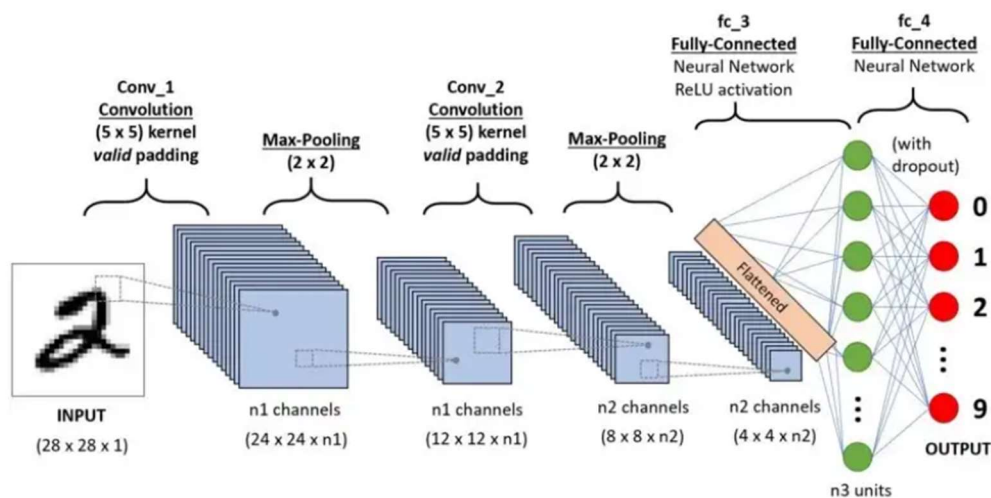 fc_3
Fully-Connected
Neural Network
ReLU activation
fc_4
Fully-Connected
Neural Network
Conv_1
Convolution
(5 x 5) kernel
valid padding
Max-Pooling
(2 x 2)
Conv_2
Convolution
(5 x 5) kernel
valid padding
Max-Pooling
(2 x 2)
(with
dropout)
Flattened
0
1
2
9
INPUT
(28 x 28 x 1)
n1 channels
(24 x 24 x n1)
n1 channels
(12 x 12 x n1)
n2 channels
(8 x 8 x n2)
n2 channels
(4 x 4 x n2)
OUTPUT
n3 units
2